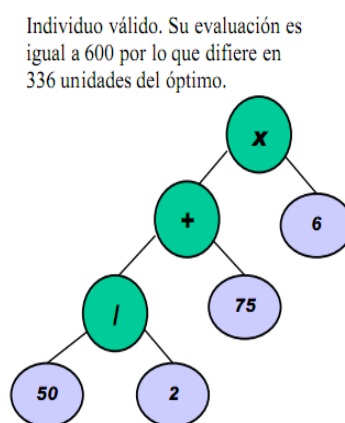 Individuo válido. Su evaluación es
igual a 600 por lo que difiere en
336 unidades del óptimo.
x
+
6
/
75
50
2